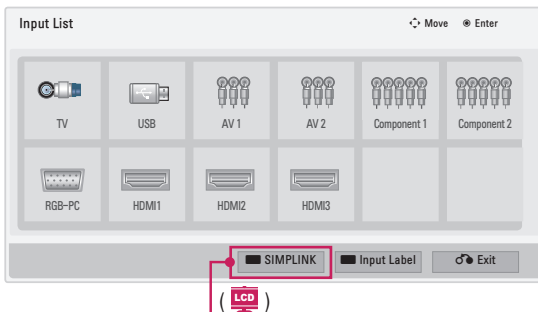 Input List
Move Enter
TV USB AV 1 AV 2 Component 1 Component 2
RGB-PC HDMI1 HDMI2 HDMI3
SIMPLINK Input Label Exit
( LCD )